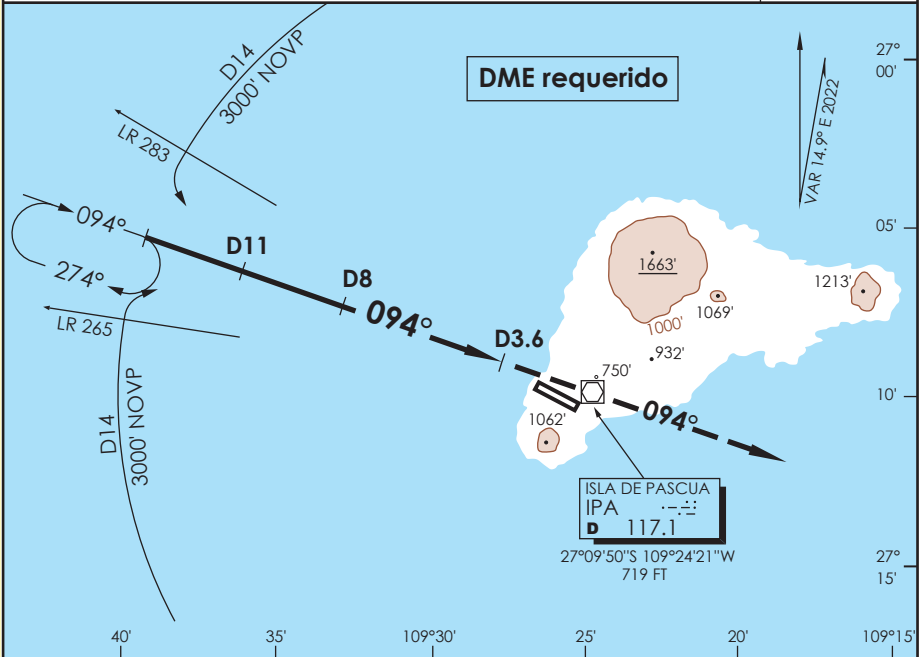 DME requerido
27°
00'
VAR 14.9° E 2022
D14
3000' NOVP
LR 283
05'
094°
D11
274°
D8
094°
LR 265
D3.6
1663'
1213'
1069'
1000'
932'
750'
10'
1062'
094°
D14
3000' NOVP
ISLA DE PASCUA
IPA
D 117.1
27°09'50"S 109°24'21"W
719 FT
27°
15'
40' 35' 109°30' 25' 20' 109°15'